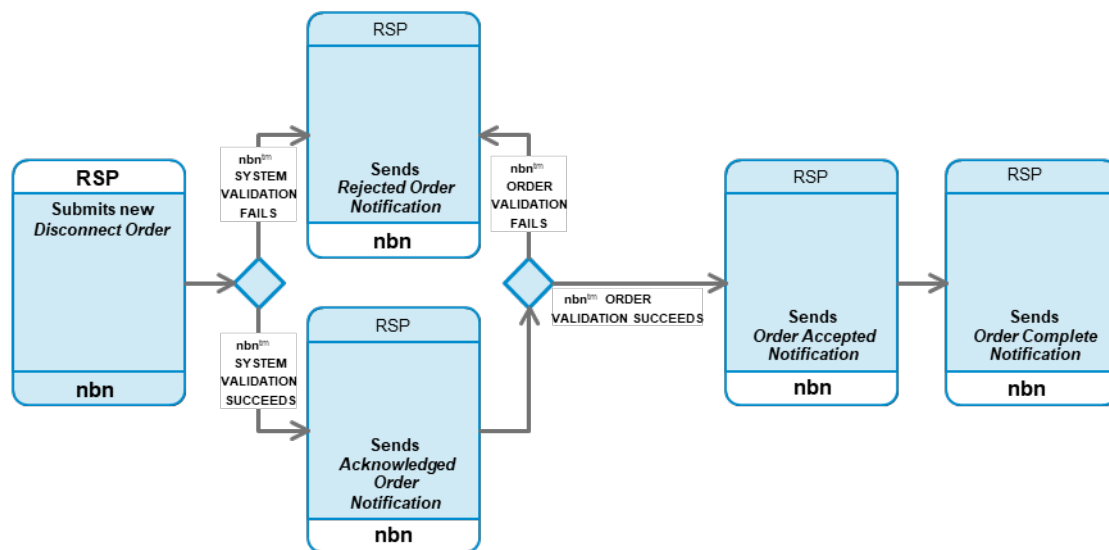 RSP
Submits new
Disconnect Order
nbn
nbn™
SYSTEM
VALIDATION
FAILS
nbn™
SYSTEM
VALIDATION
SUCCEEDS
RSP
Sends
Rejected Order
Notification
nbn
RSP
Sends
Acknowledged
Order
Notification
nbn
nbn™
ORDER
VALIDATION
FAILS
nbn™ ORDER
VALIDATION SUCCEEDS
RSP
Sends
Order Accepted
Notification
nbn
RSP
Sends
Order Complete
Notification
nbn